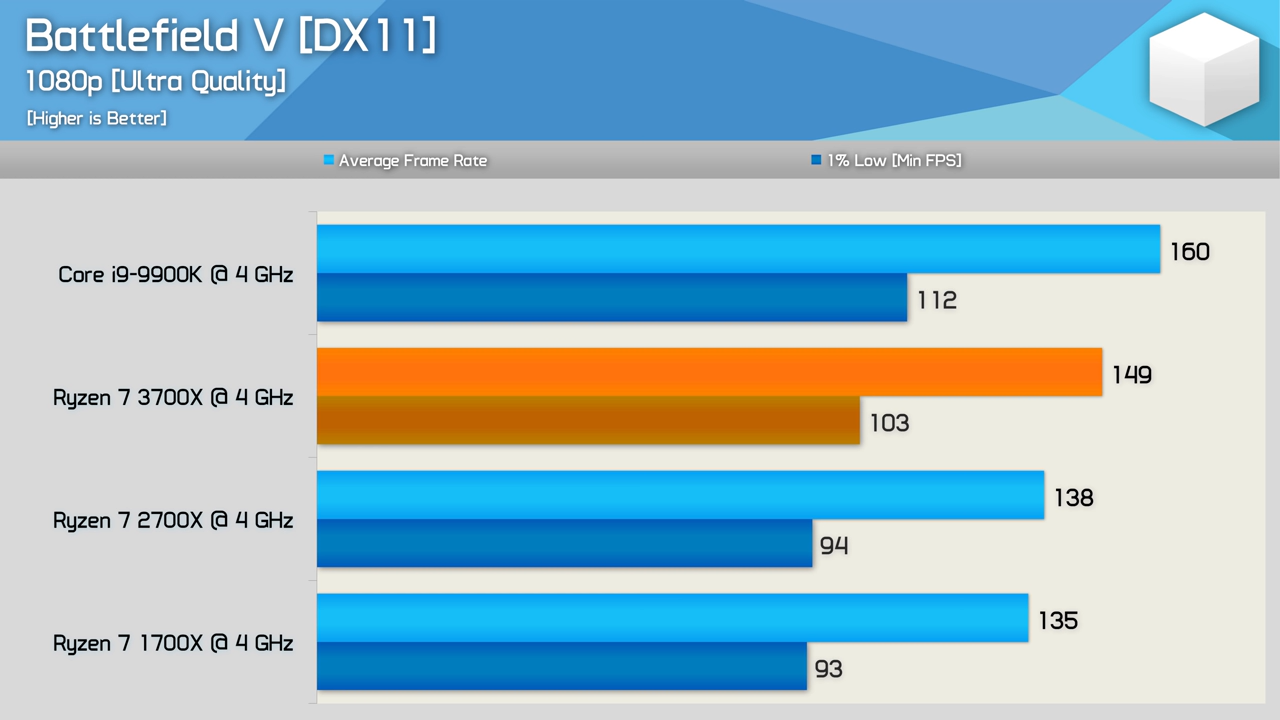 Battlefield V [DX11]
1080p [Ultra Quality]
[Higher is Better]
Average Frame Rate
1% Low [Min FPS]
Core i9-9900K @ 4 GHz
160
112
Ryzen 7 3700X @ 4 GHz
149
103
Ryzen 7 2700X @ 4 GHz
138
94
Ryzen 7 1700X @ 4 GHz
135
93